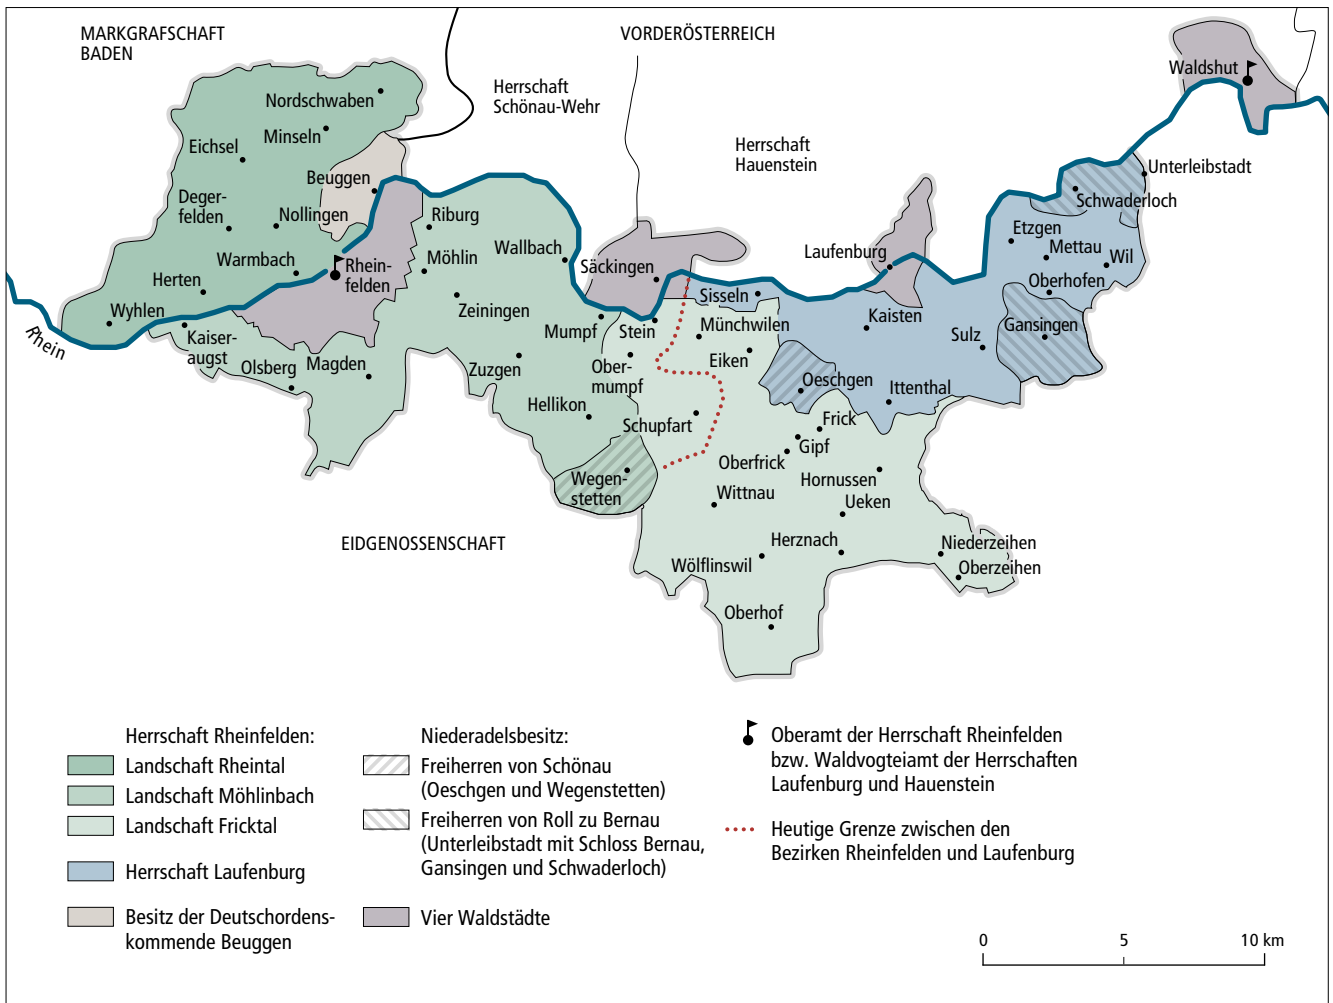 MARKGRAFSCHAFT
BADEN
VORDERÖSTERREICH
Herrschaft
Schönau-Wehr
Herrschaft
Hauenstein
Waldshut
Nordschwaben
Minseln
Eichsel
Beuggen
Deger-
felden
Nollingen
Warmbach
Herten
Wyhlen
Rhein
Kaiser-
augst
Rhein-
felden
Riburg
Möhlin
Wallbach
Zeiningen
Säckingen
Mumpf
Stein
Sisseln
Münchwilen
Laufenburg
Kaisten
Unterleibstadt
Schwaderloch
Etzgen
Mettau
Wil
Oberhofen
Gansingen
Sulz
Olsberg
Magden
Zuzgen
Ober-
mumpf
Eiken
Oeschgen
Ittenthal
Hellikon
Schupfart
Frick
Gipf
Oberfrick
Hornussen
Wegen-
stetten
Wittnau
Ueken
Herznach
Wölflinswil
Niederzeihen
Oberzeihen
Oberhof
EIDGENOSSENSCHAFT
Herrschaft Rheinfelden:
Landschaft Rheintal
Landschaft Möhlinbach
Landschaft Fricktal
Herrschaft Laufenburg
Besitz der Deutschordens-
kommende Beuggen
Niederadelsbesitz:
Freiherren von Schönau
(Oeschgen und Wegenstetten)
Freiherren von Roll zu Bernau
(Unterleibstadt mit Schloss Bernau,
Gansingen und Schwaderloch)
Vier Waldstädte
Oberamt der Herrschaft Rheinfelden
bzw. Waldvogteiamt der Herrschaften
Laufenburg und Hauenstein
Heutige Grenze zwischen den
Bezirken Rheinfelden und Laufenburg
0 5 10 km